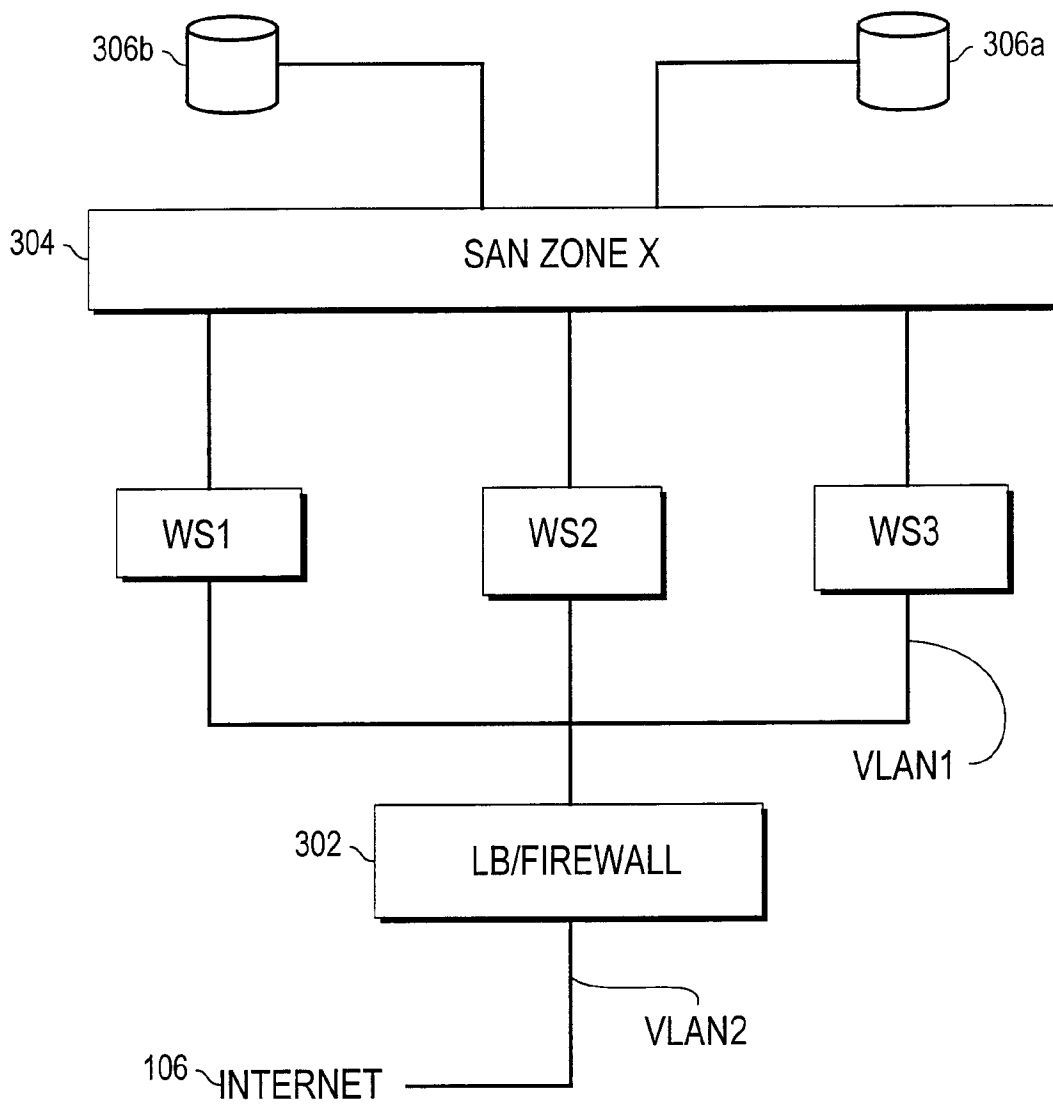 306b
306a
304
SAN ZONE X
WS1
WS2
WS3
VLAN1
302
LB/FIREWALL
VLAN2
106
INTERNET